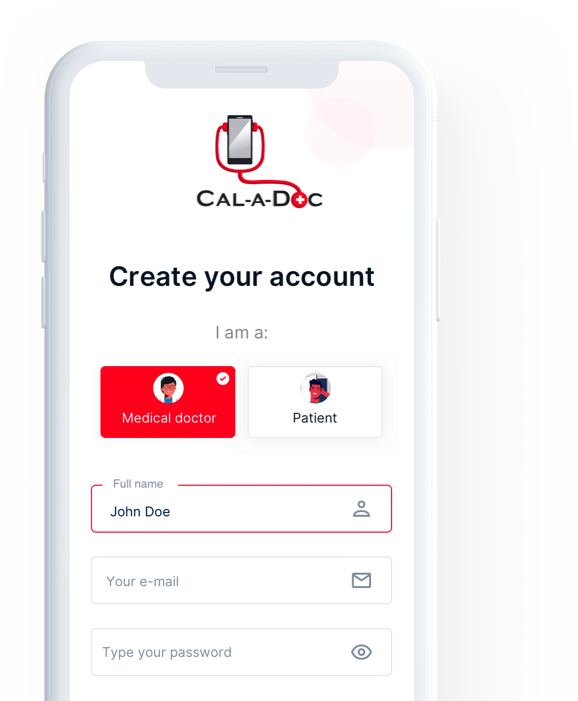 CAL-A-DOC
Create your account
I am a:
Medical doctor
Patient
Full name
John Doe
Your e-mail
Type your password